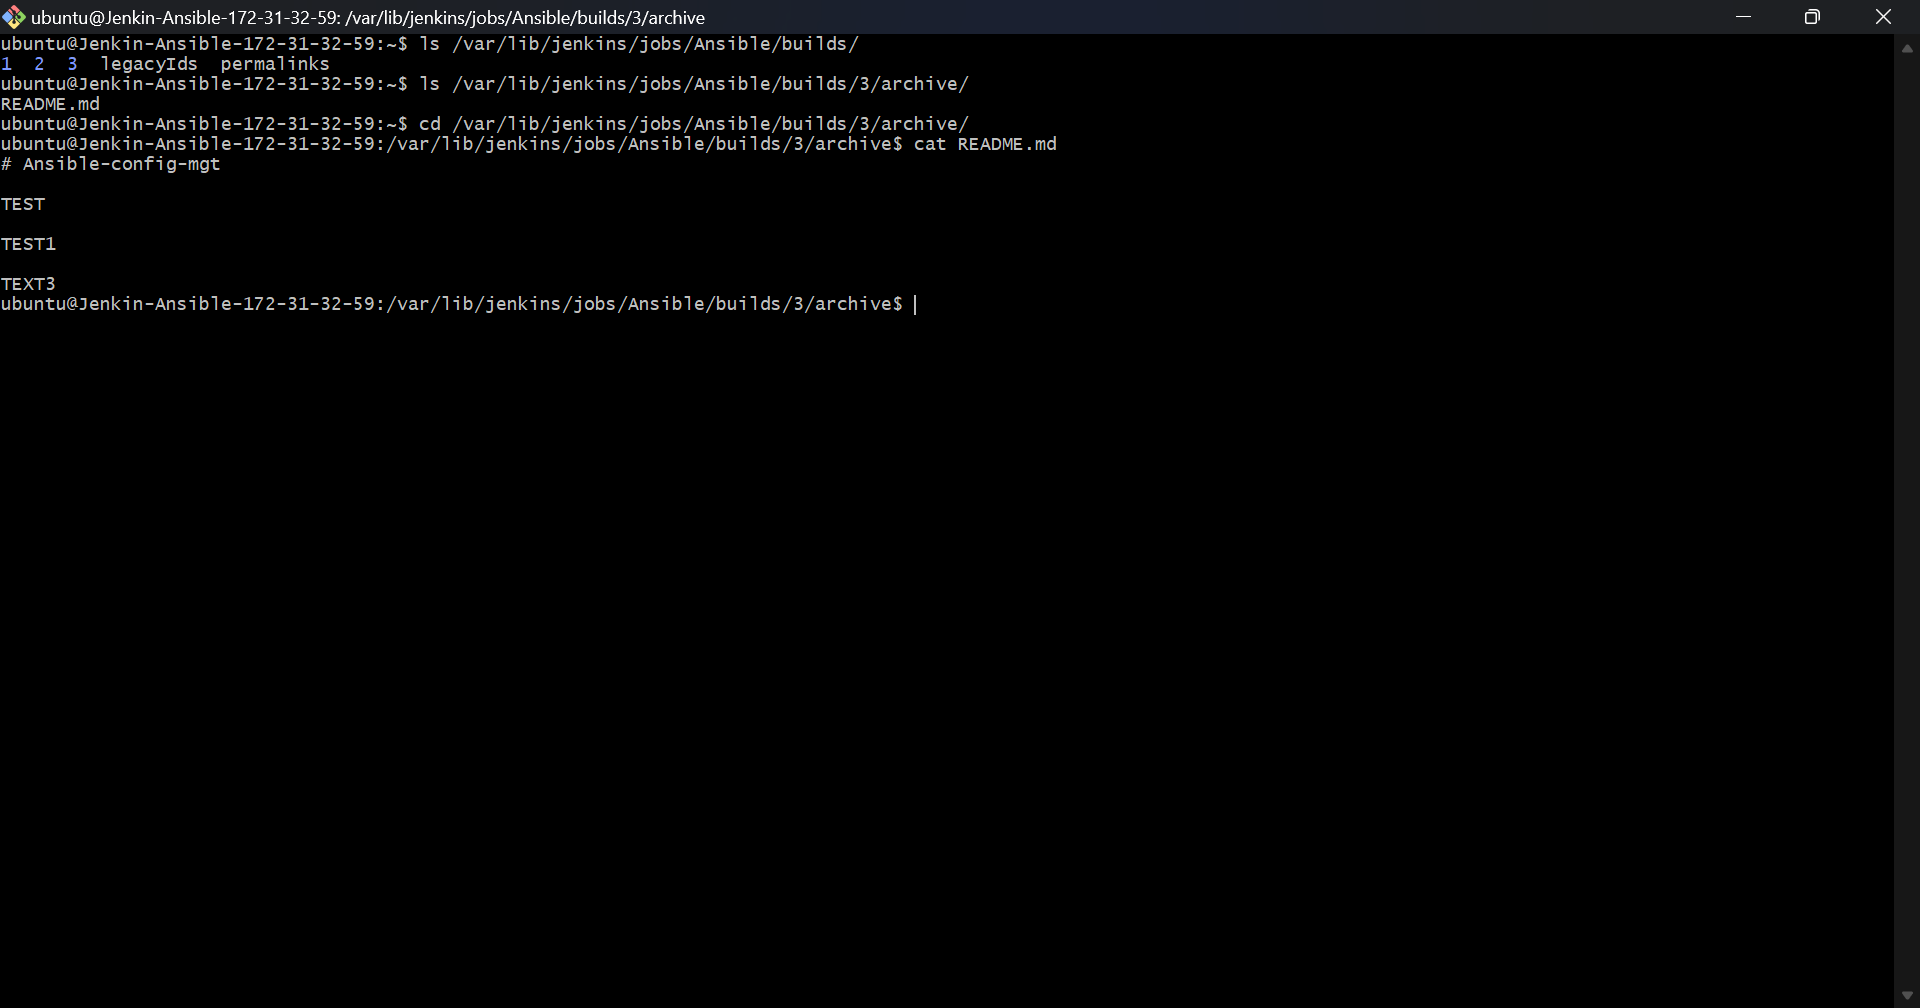 ubuntu@Jenkin-Ansible-172-31-32-59: /var/lib/jenkins/jobs/Ansible/builds/3/archive
ubuntu@Jenkin-Ansible-172-31-32-59:~$ ls /var/lib/jenkins/jobs/Ansible/builds/
1  2  3  legacyIds  permalinks
ubuntu@Jenkin-Ansible-172-31-32-59:~$ ls /var/lib/jenkins/jobs/Ansible/builds/3/archive/
README.md
ubuntu@Jenkin-Ansible-172-31-32-59:~$ cd /var/lib/jenkins/jobs/Ansible/builds/3/archive/
ubuntu@Jenkin-Ansible-172-31-32-59:/var/lib/jenkins/jobs/Ansible/builds/3/archive$ cat README.md
# Ansible-config-mgt
TEST
TEST1
TEXT3
ubuntu@Jenkin-Ansible-172-31-32-59:/var/lib/jenkins/jobs/Ansible/builds/3/archive$